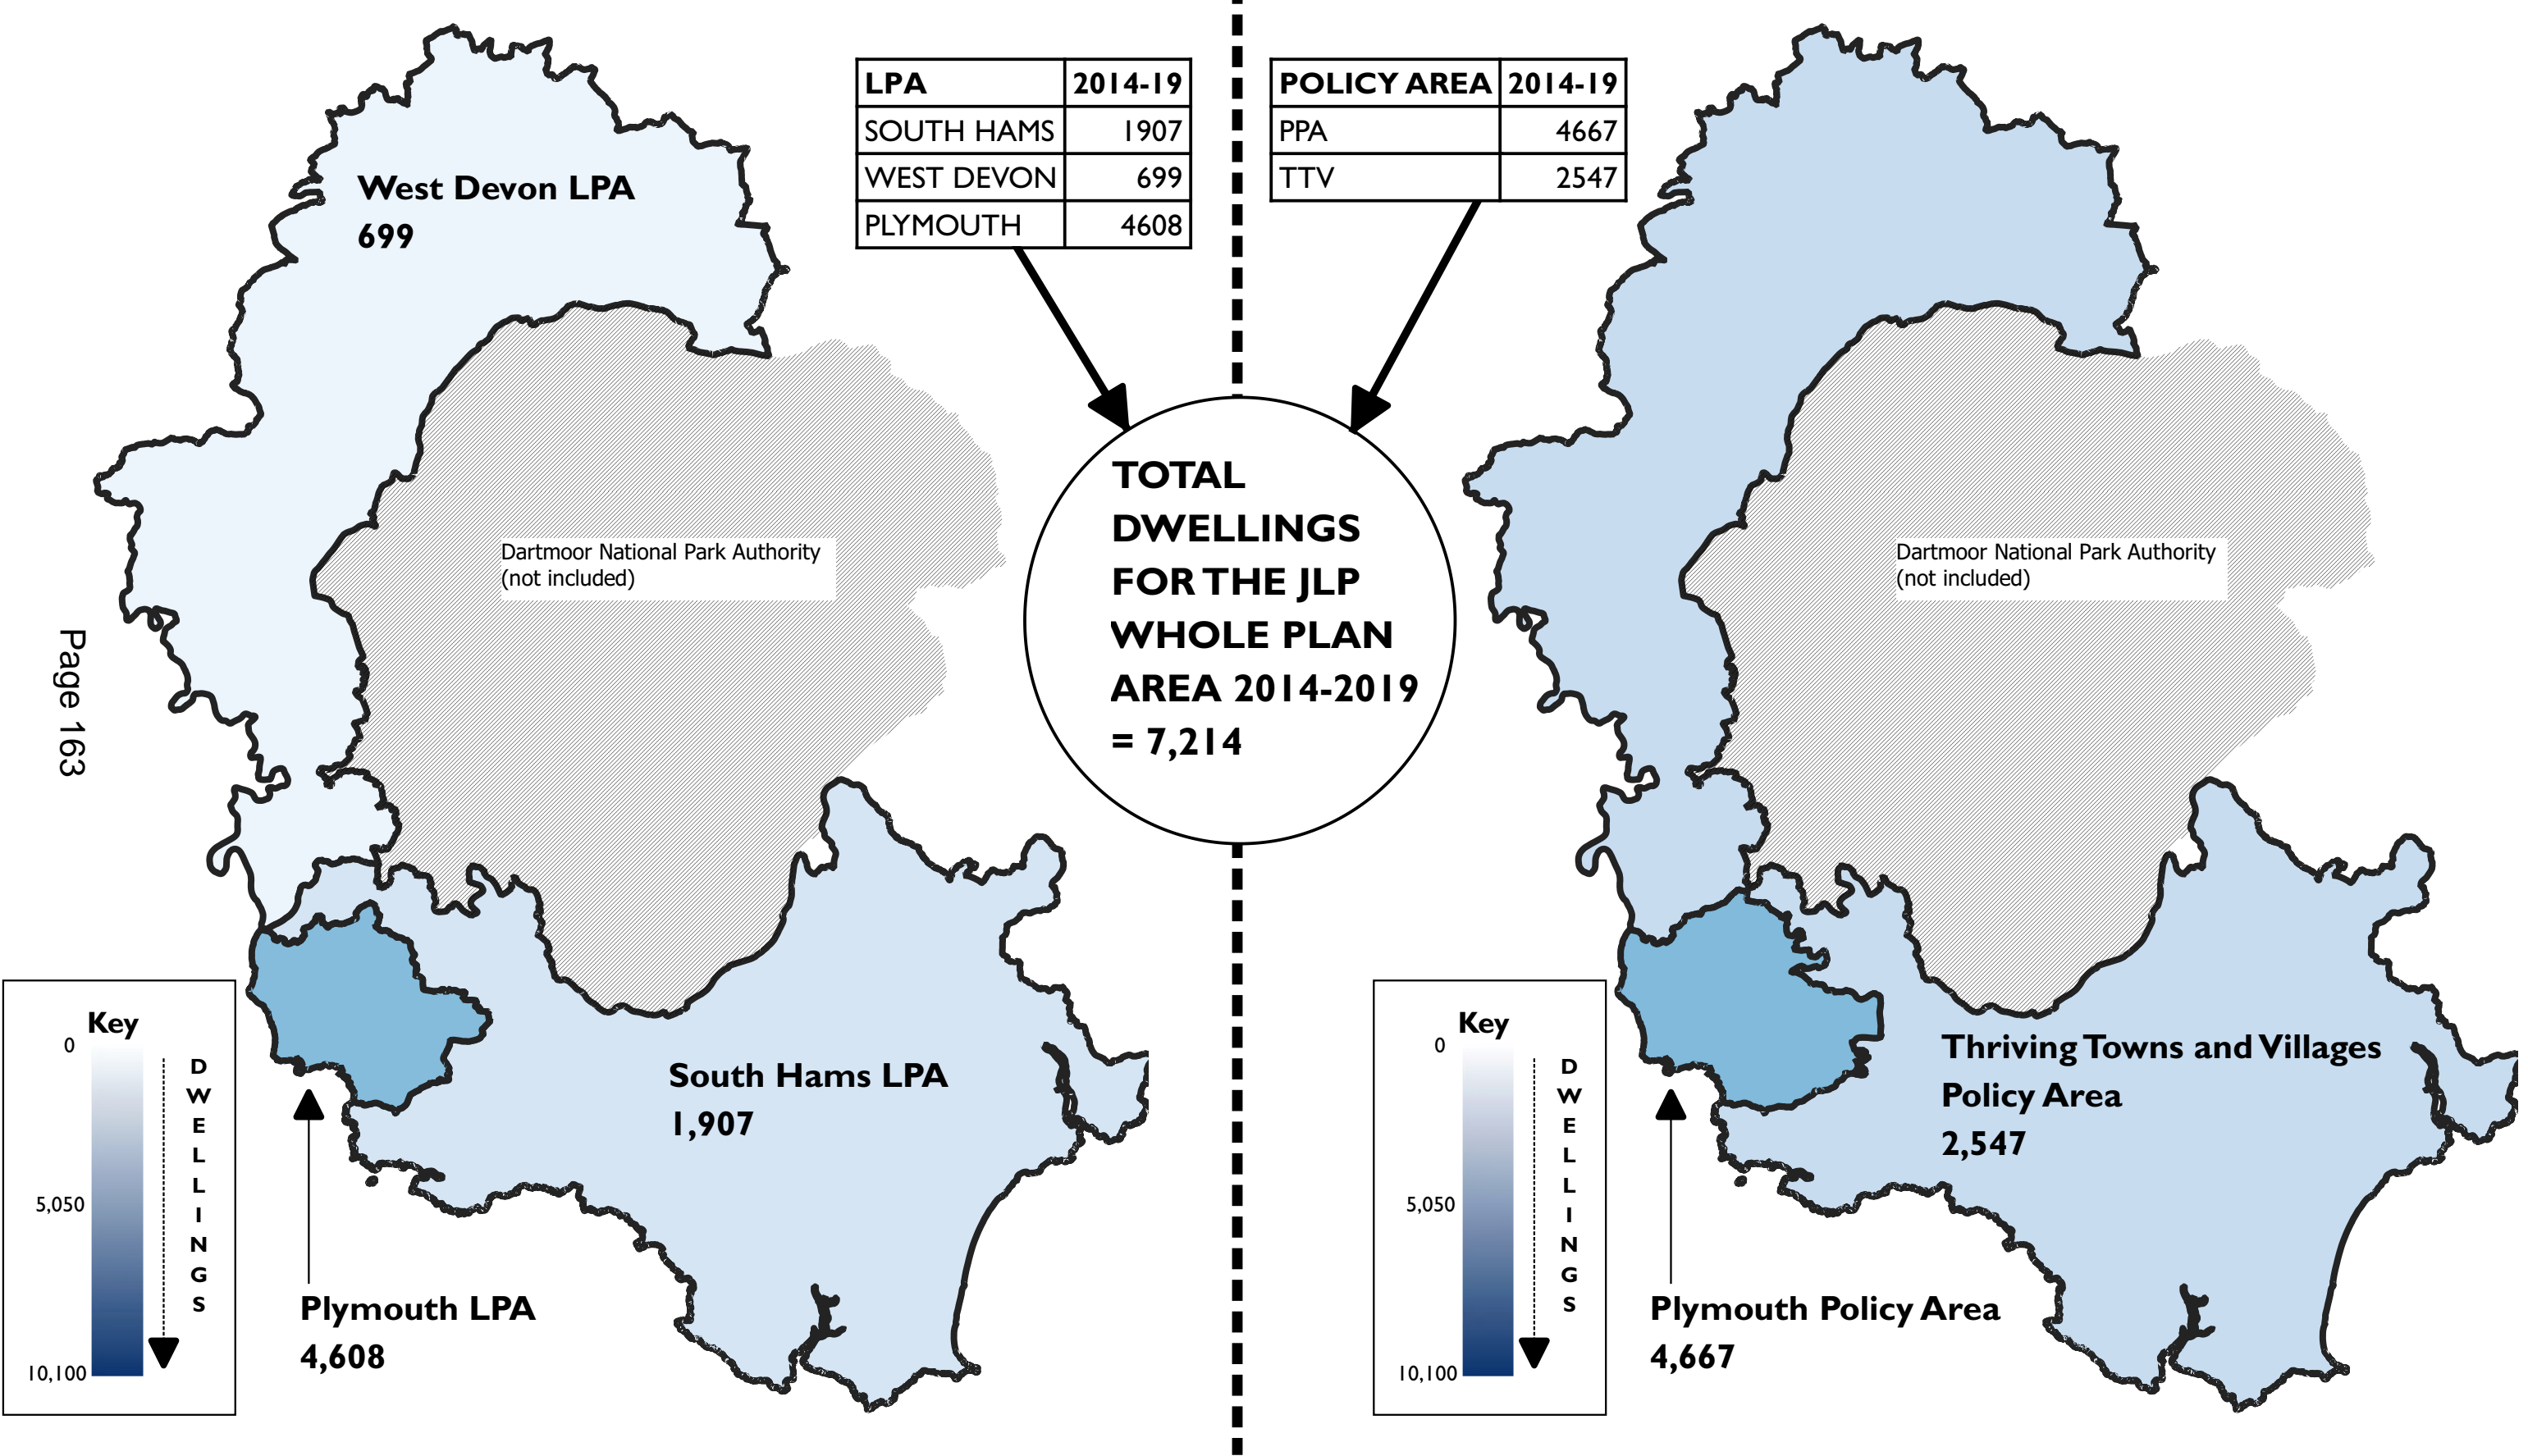 LPA 2014-19
SOUTH HAMS 1907
WEST DEVON 699
PLYMOUTH 4608
POLICY AREA 2014-19
PPA 4667
TTV 2547
West Devon LPA
699
Dartmoor National Park Authority
(not included)
TOTAL
DWELLINGS
FOR THE JLP
WHOLE PLAN
AREA 2014-2019
= 7,214
Dartmoor National Park Authority
(not included)
Page 163
Key
0
5,050
10,100
DWELLINGS
South Hams LPA
1,907
Plymouth LPA
4,608
Key
0
5,050
10,100
DWELLINGS
Thriving Towns and Villages
Policy Area
2,547
Plymouth Policy Area
4,667